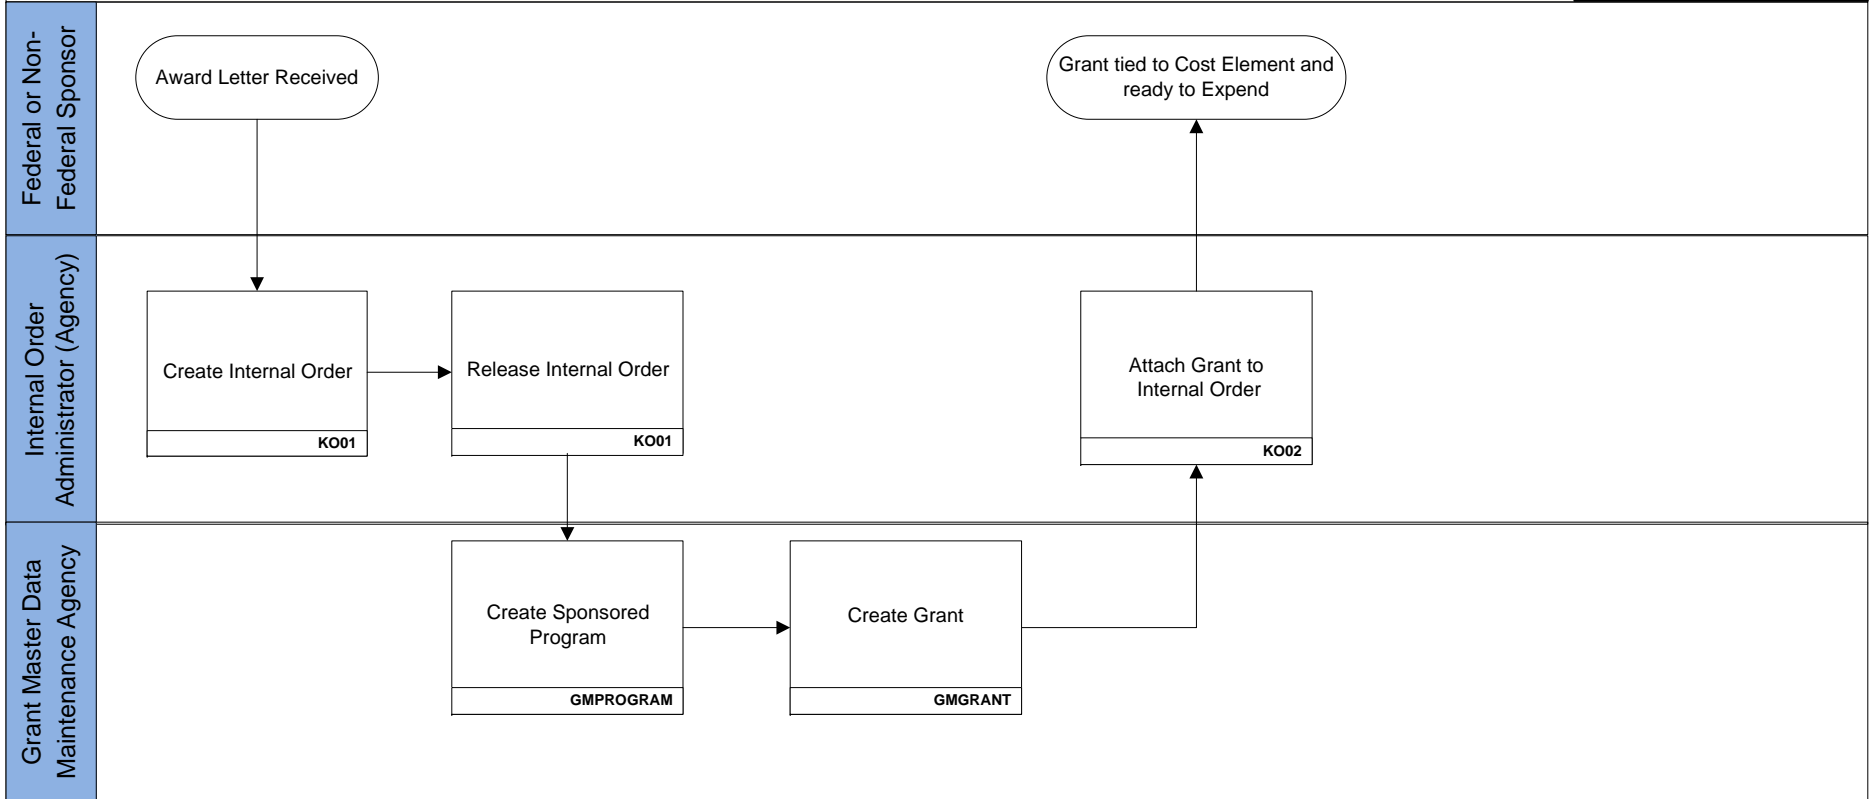 Federal or Non-
Federal Sponsor
Award Letter Received
Grant tied to Cost Element and
ready to Expend
Internal Order
Administrator (Agency)
Create Internal Order
KO01
Release Internal Order
KO01
Attach Grant to
Internal Order
KO02
Grant Master Data
Maintenance Agency
Create Sponsored
Program
GMPROGRAM
Create Grant
GMGRANT